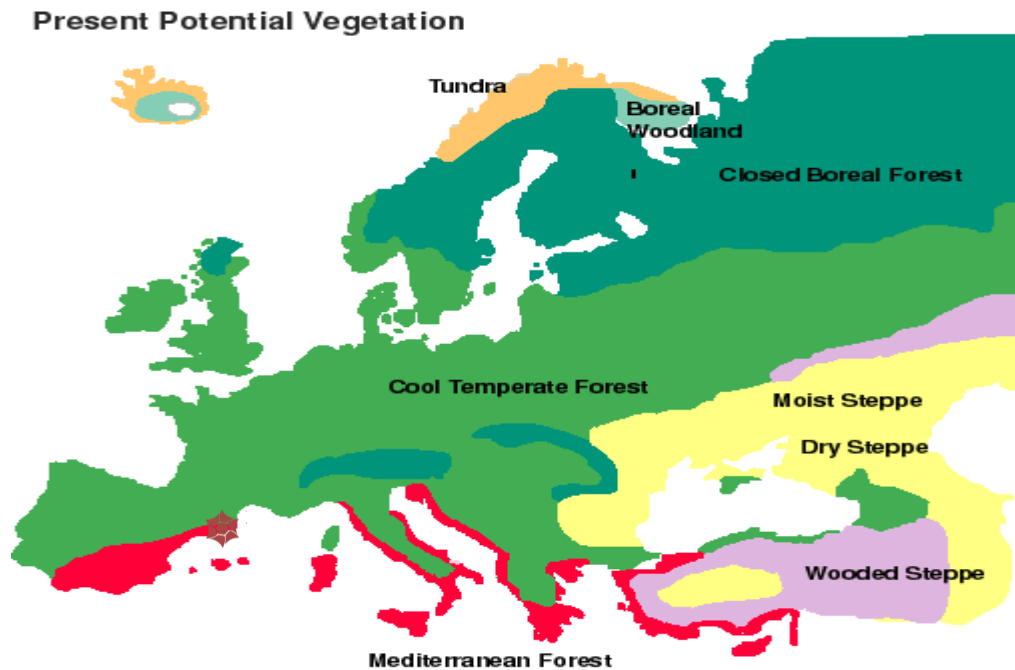 Present Potential Vegetation
Tundra
Boreal
Woodland
Closed Boreal Forest
Cool Temperate Forest
Moist Steppe
Dry Steppe
Wooded Steppe
Mediterranean Forest